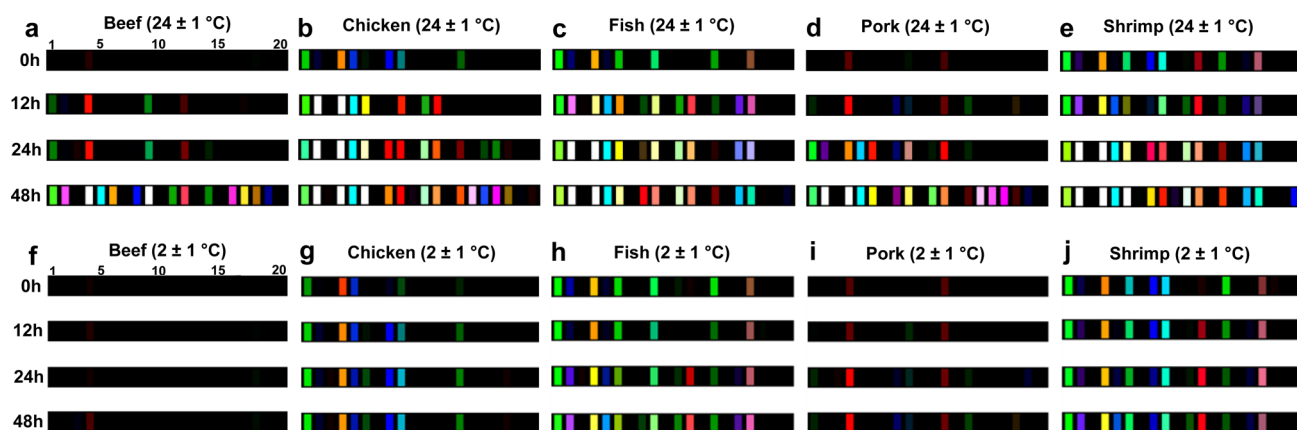 a Beef (24 ± 1 °C) b Chicken (24 ± 1 °C) c Fish (24 ± 1 °C) d Pork (24 ± 1 °C) e Shrimp (24 ± 1 °C)
1 5 10 15 20
0h
12h
24h
48h
f Beef (2 ± 1 °C) g Chicken (2 ± 1 °C) h Fish (2 ± 1 °C) i Pork (2 ± 1 °C) j Shrimp (2 ± 1 °C)
1 5 10 15 20
0h
12h
24h
48h